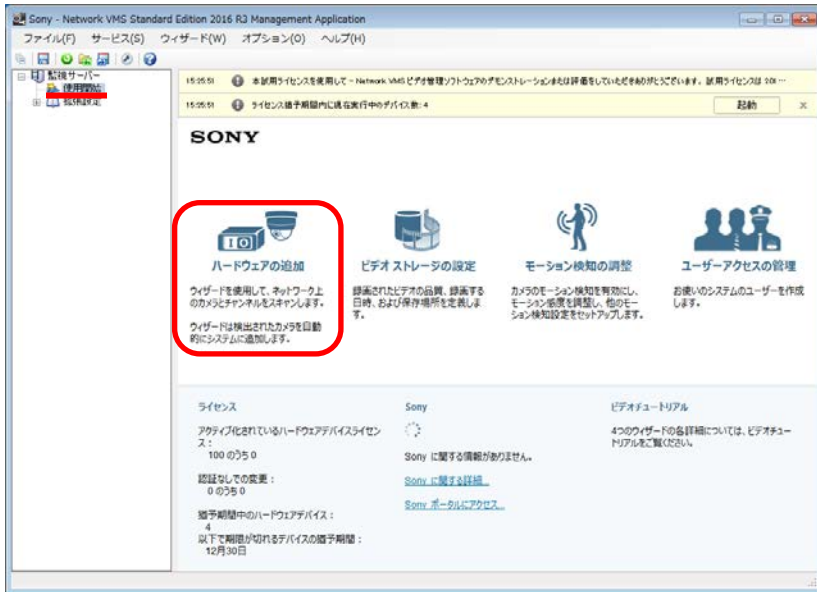 Sony - Network VMS Standard Edition 2016 R3 Management Application
ファイル(F) サービス(S) ウィザード(W) オプション(O) ヘルプ(H)
監視サーバー
使用開始
拡張設定
15:25:51 本試用ライセンスを使用して - Network VMS ビデオ管理ソフトウェアのデモンストレーションまたは評価をしていただきありがとうございます。試用ライセンスは 20‹…
15:25:51 ライセンス猶予期間内に現在実行中のデバイス数: 4 起動 x
SONY
ハードウェアの追加
ウィザードを使用して、ネットワーク上
のカメラとチャンネルをスキャンします。
ウィザードは検出されたカメラを自動
的にシステムに追加します。
ビデオ ストレージの設定
録画されたビデオの品質、録画する
日時、および保存場所を定義しま
す。
モーション検知の調整
カメラのモーション検知を有効にし、
モーション感度を調整し、他のモー
ション検知設定をセットアップします。
ユーザーアクセスの管理
お使いのシステムのユーザーを作成
します。
ライセンス
アクティブ化されているハードウェアデバイスライセン
ス：
100 のうち 0
認証なしでの変更：
0 のうち 0
猶予期間中のハードウェアデバイス：
4
以下で期限が切れるデバイスの猶予期間：
12月30日
Sony
Sony に関する情報がありません。
Sony に関する詳細...
Sony ポータルにアクセス...
ビデオチュートリアル
4つのウィザードの各詳細については、ビデオチュー
トリアルをご覧ください。